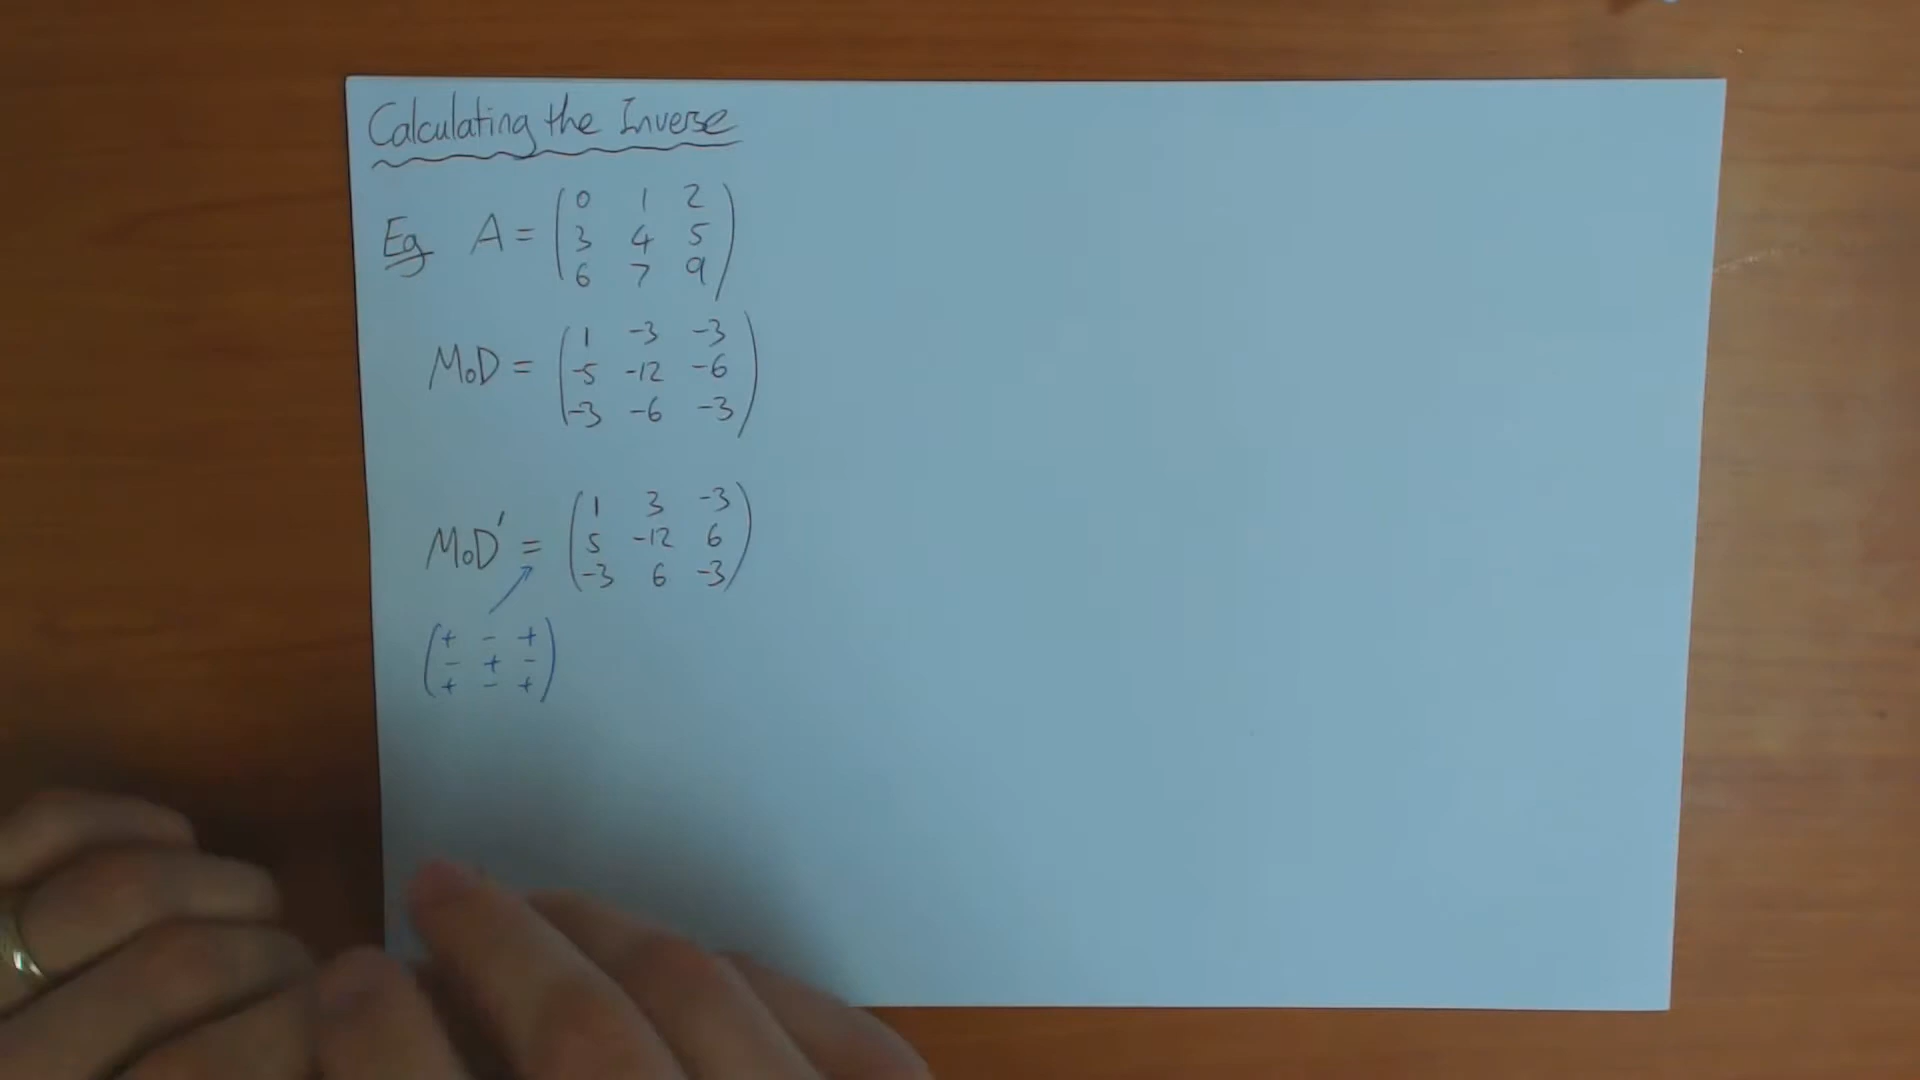 Calculating the Inverse
Eg A = (0 1 2
3 4 5
6 7 9)
MoD = (1 -3 -3
-5 -12 -6
-3 -6 -3)
MoD' = (1 3 -3
5 -12 6
-3 6 -3)
(+ - +
- + -
+ - +)